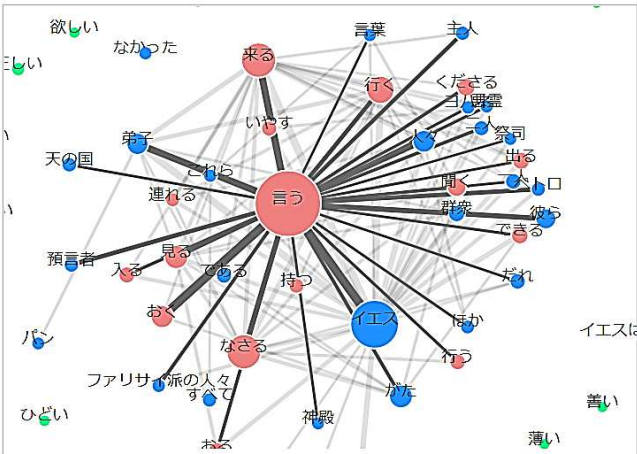 欲しい
言葉
主人
なかった
来る
行く
くださる
いやす
人々
祭司
弟子
出る
天の国
これら
聞く
連れる
言う
群衆
彼ら
できる
見る
預言者
入る
である
持つ
だれ
おく
イエス
ほか
イエスは
パン
なさる
行う
ファリサイ派の人々
すべて
がた
善い
ひどい
神殿
薄い
おる